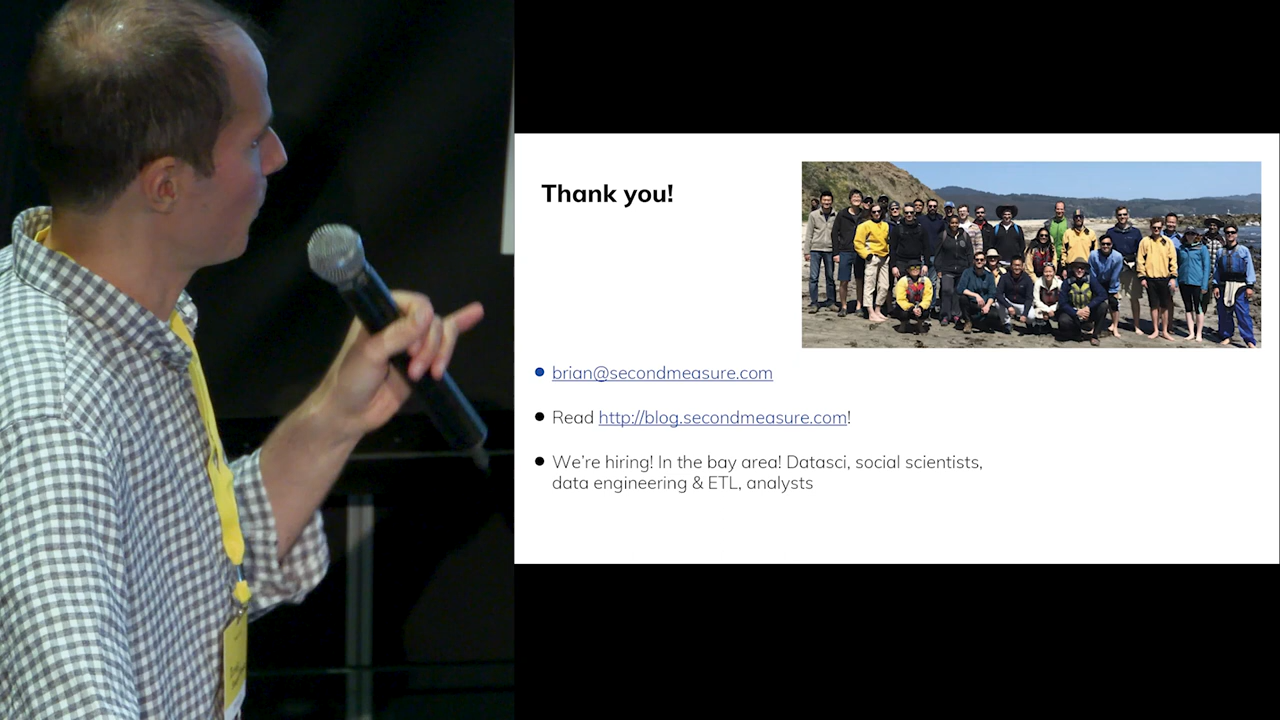 Thank you!
brian@secondmeasure.com
Read http://blog.secondmeasure.com!
We're hiring! In the bay area! Datasci, social scientists,
data engineering & ETL, analysts